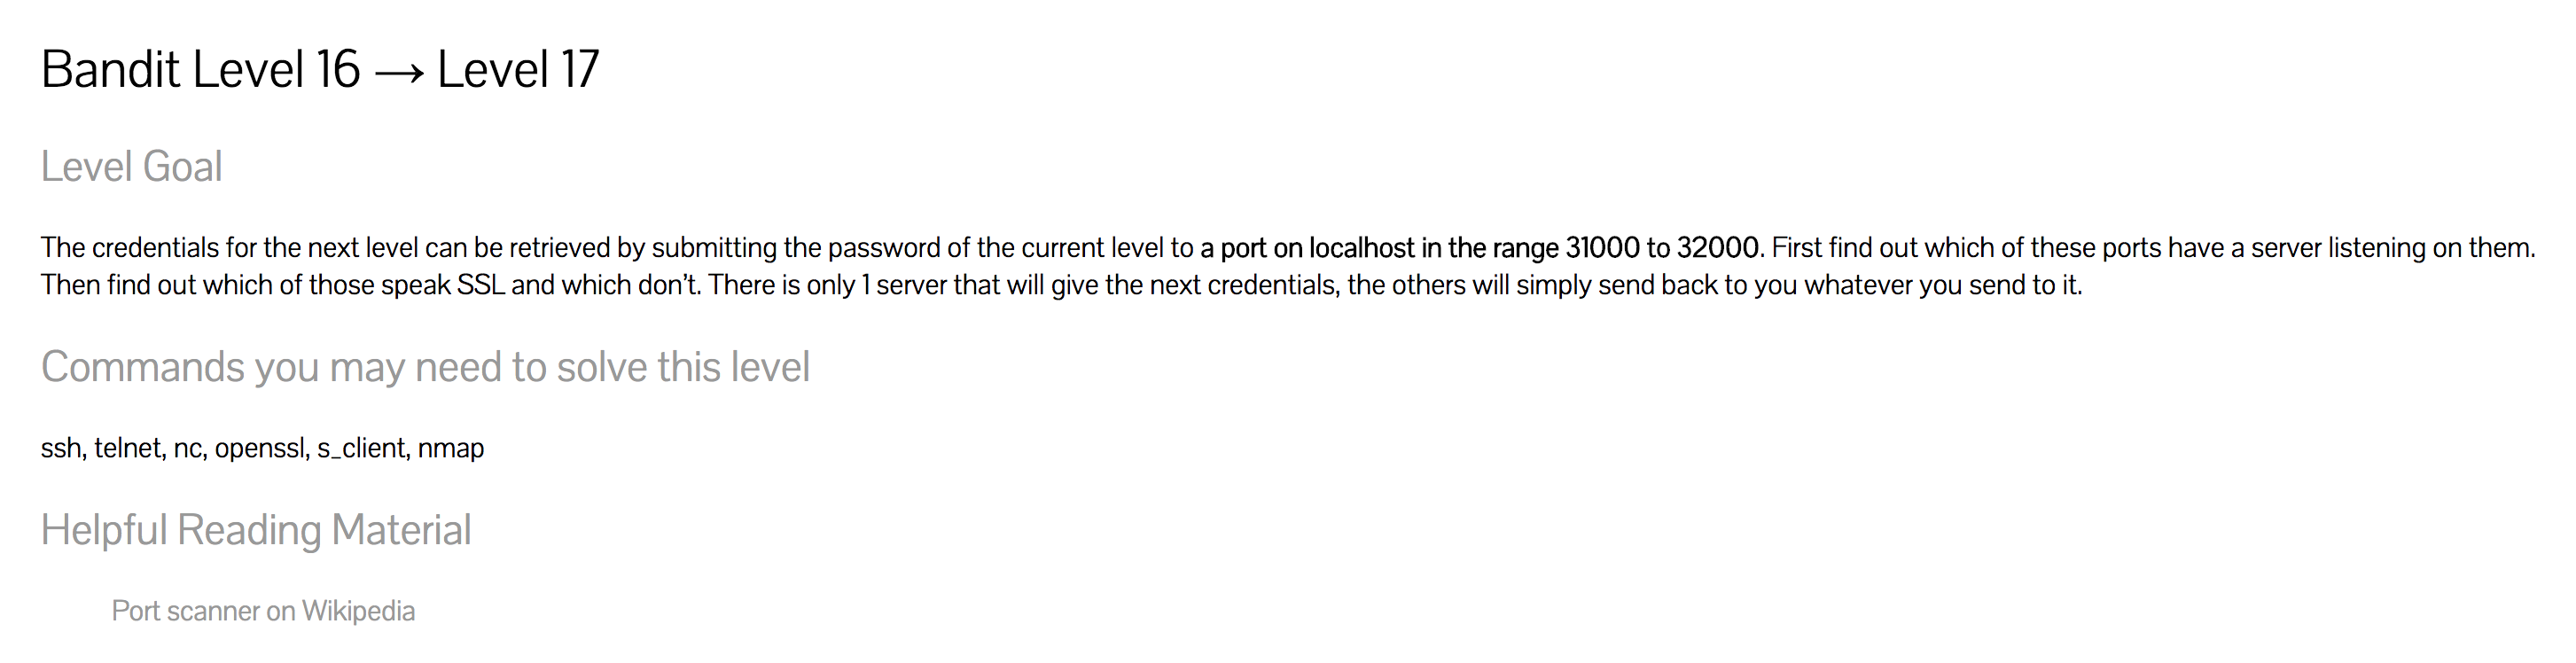 Bandit Level 16 → Level 17
Level Goal
The credentials for the next level can be retrieved by submitting the password of the current level to a port on localhost in the range 31000 to 32000. First find out which of these ports have a server listening on them.
Then find out which of those speak SSL and which don’t. There is only 1 server that will give the next credentials, the others will simply send back to you whatever you send to it.
Commands you may need to solve this level
ssh, telnet, nc, openssl, s_client, nmap
Helpful Reading Material
Port scanner on Wikipedia